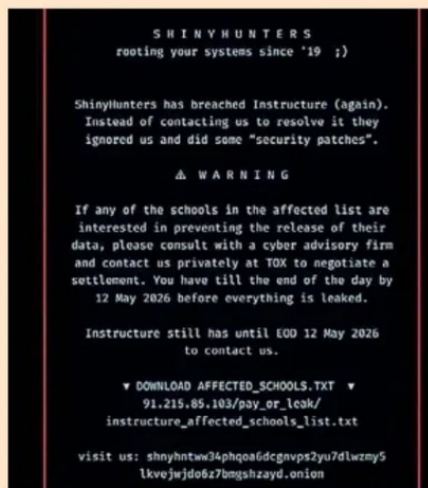 S H I N Y H U N T E R S
rooting your systems since '19 ;)
ShinyHunters has breached Instructure (again).
Instead of contacting us to resolve it they
ignored us and did some “security patches”.
⚠ W A R N I N G
If any of the schools in the affected list are
interested in preventing the release of their
data, please consult with a cyber advisory firm
and contact us privately at TOX to negotiate a
settlement. You have till the end of the day by
12 May 2026 before everything is leaked.
Instructure still has until EOD 12 May 2026
to contact us.
▼ DOWNLOAD AFFECTED_SCHOOLS.TXT ▼
91.215.85.103/pay_or_leak/
instructure_affected_schools_list.txt
visit us: shnyhntww34phqoa6dcgnvps2yu7dlwzmy5
lkvejwjdo6z7bmgshzayd.onion